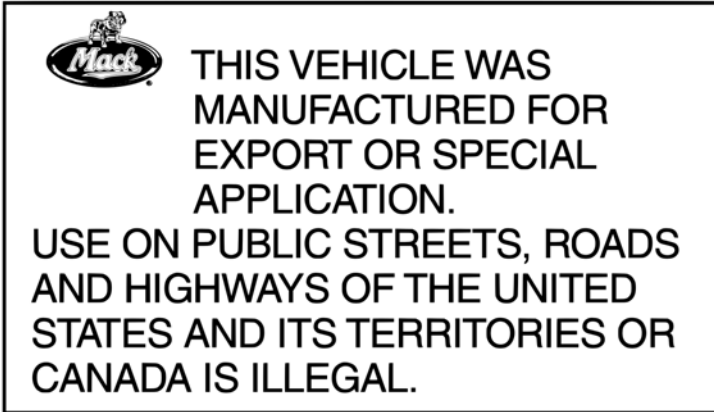 Mack
THIS VEHICLE WAS
MANUFACTURED FOR
EXPORT OR SPECIAL
APPLICATION.
USE ON PUBLIC STREETS, ROADS
AND HIGHWAYS OF THE UNITED
STATES AND ITS TERRITORIES OR
CANADA IS ILLEGAL.